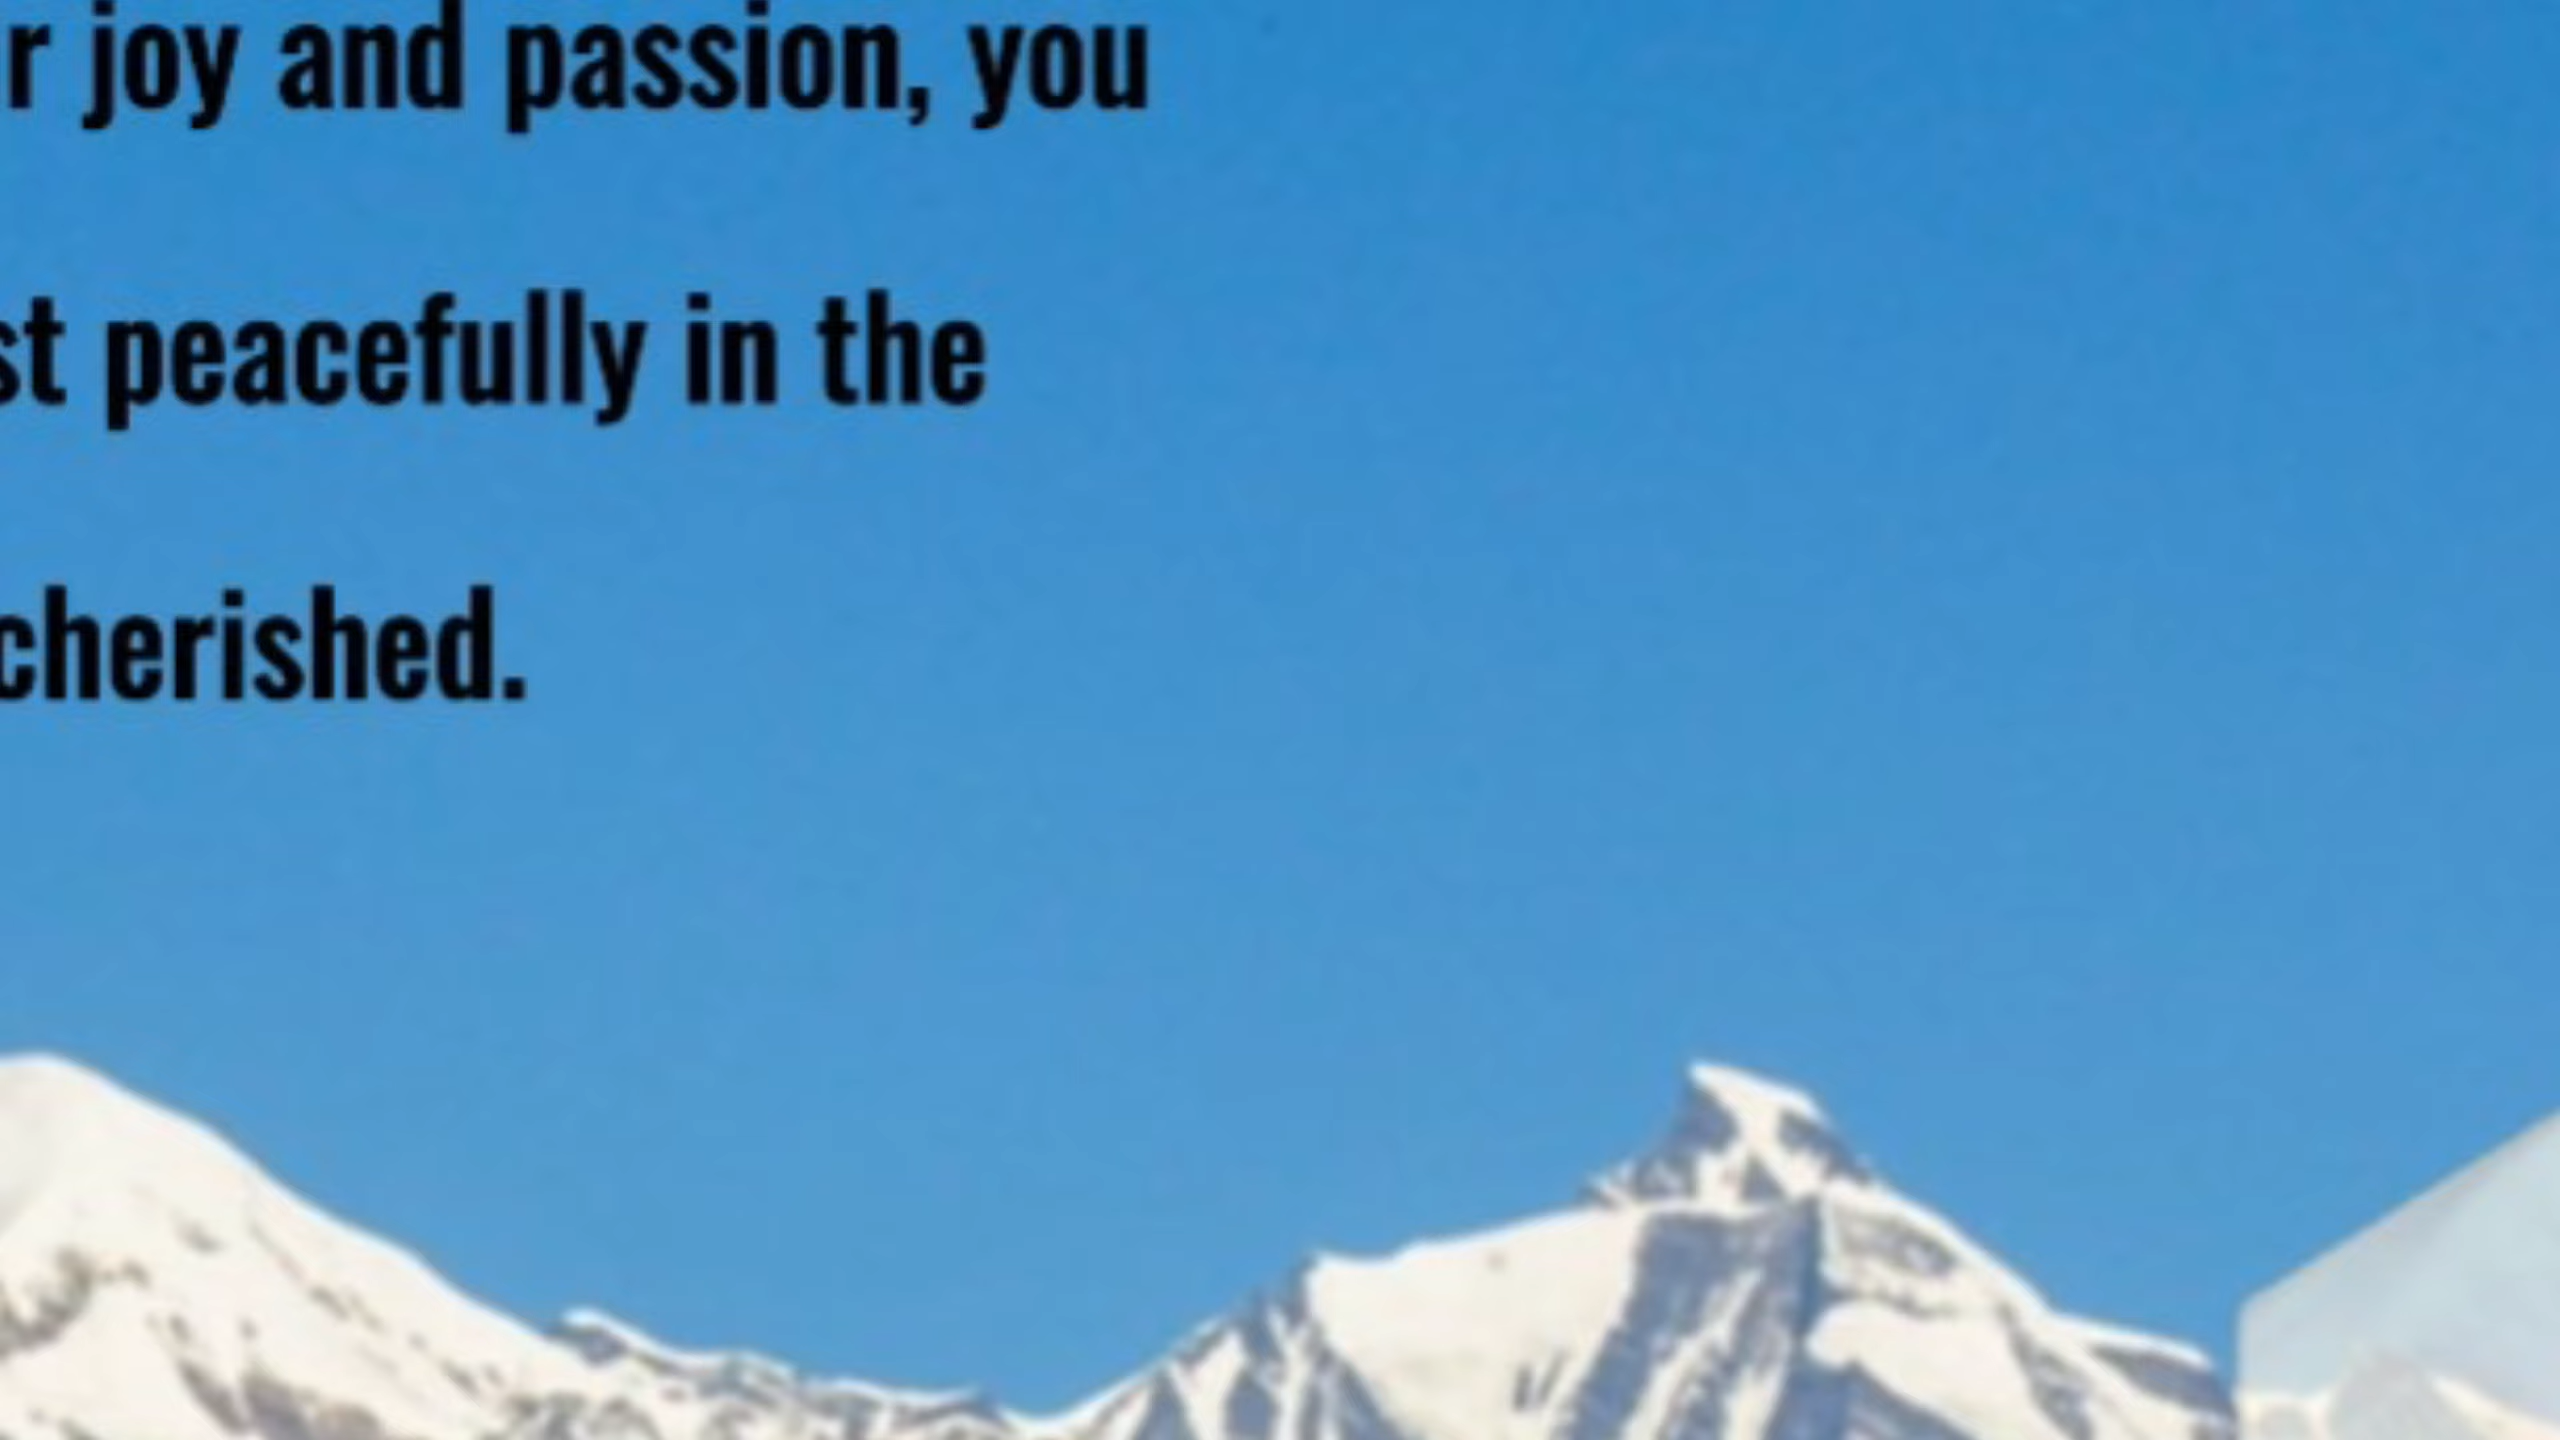 r joy and passion, you
st peacefully in the
cherished.